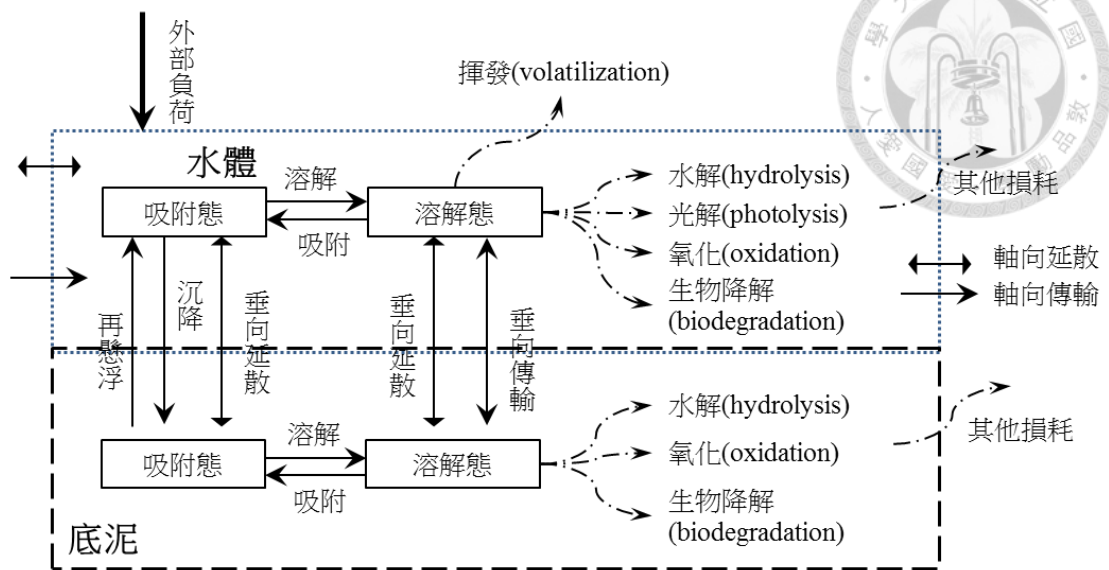 外部負荷
揮發(volatilization)
水體
吸附態
溶解
吸附
溶解態
水解(hydrolysis)
光解(photolysis)
氧化(oxidation)
生物降解
(biodegradation)
其他損耗
軸向延散
軸向傳輸
再懸浮
沉降
垂向延散
垂向延散
垂向傳輸
吸附態
溶解
吸附
溶解態
水解(hydrolysis)
氧化(oxidation)
生物降解
(biodegradation)
其他損耗
底泥